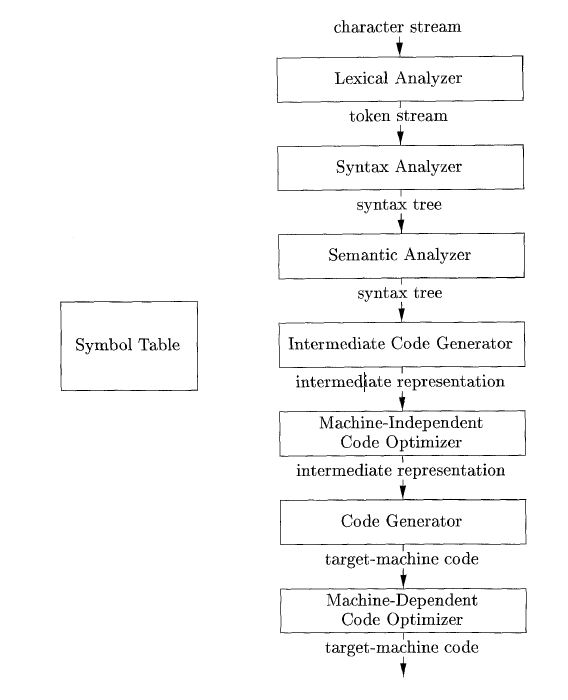 character stream
Lexical Analyzer
token stream
Syntax Analyzer
syntax tree
Semantic Analyzer
syntax tree
Symbol Table
Intermediate Code Generator
intermediate representation
Machine-Independent
Code Optimizer
intermediate representation
Code Generator
target-machine code
Machine-Dependent
Code Optimizer
target-machine code